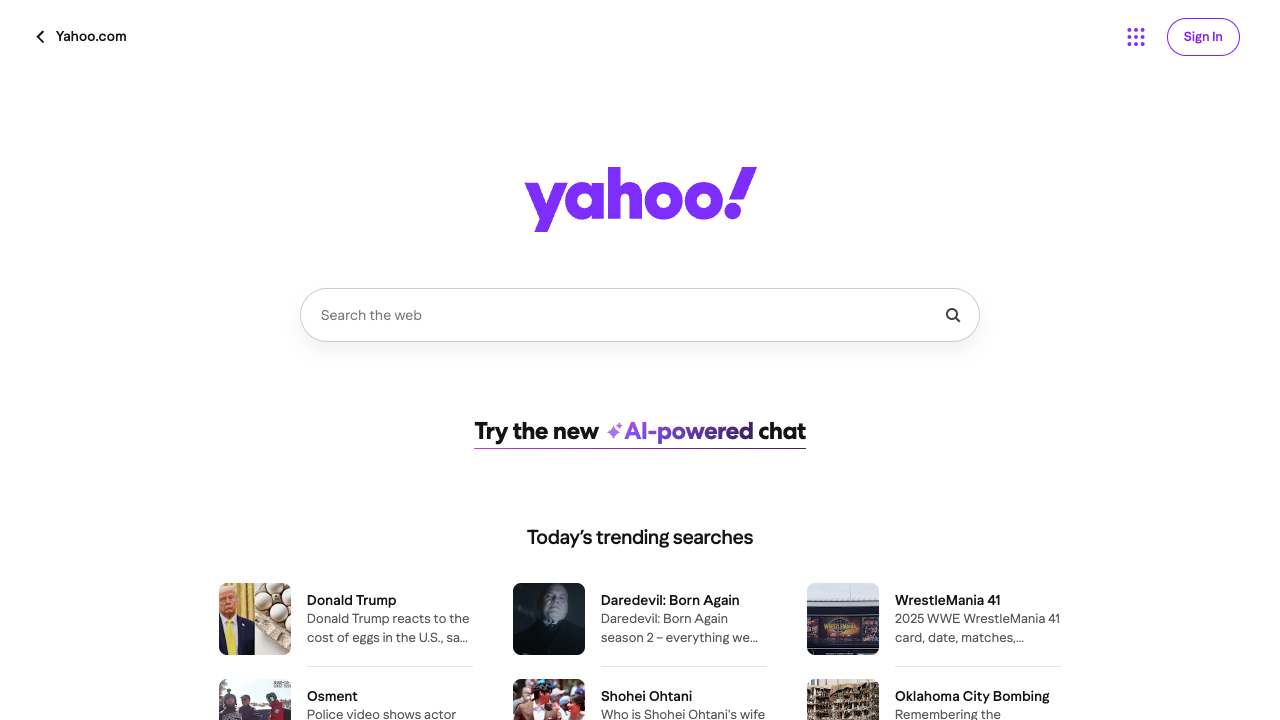 Yahoo.com
Sign In
yahoo!
Search the web
Try the new AI-powered chat
Today’s trending searches
Donald Trump
Donald Trump reacts to the
cost of eggs in the U.S., sa...
Daredevil: Born Again
Daredevil: Born Again
season 2 – everything we...
WrestleMania 41
2025 WWE WrestleMania 41
card, date, matches,...
Osment
Police video shows actor
Shohei Ohtani
Who is Shohei Ohtani's wife
Oklahoma City Bombing
Remembering the